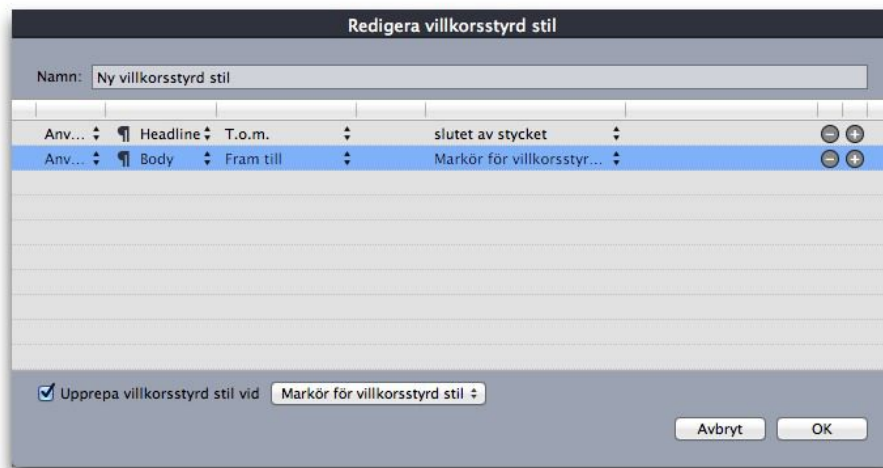 Redigera villkorsstyrd stil
Namn: Ny villkorsstyrd stil
Anv... ¶ Headline T.o.m. slutet av stycket
Anv... ¶ Body Fram till Markör för villkorsstyr...
Upprepa villkorsstyrd stil vid Markör för villkorsstyrd stil
Avbryt OK